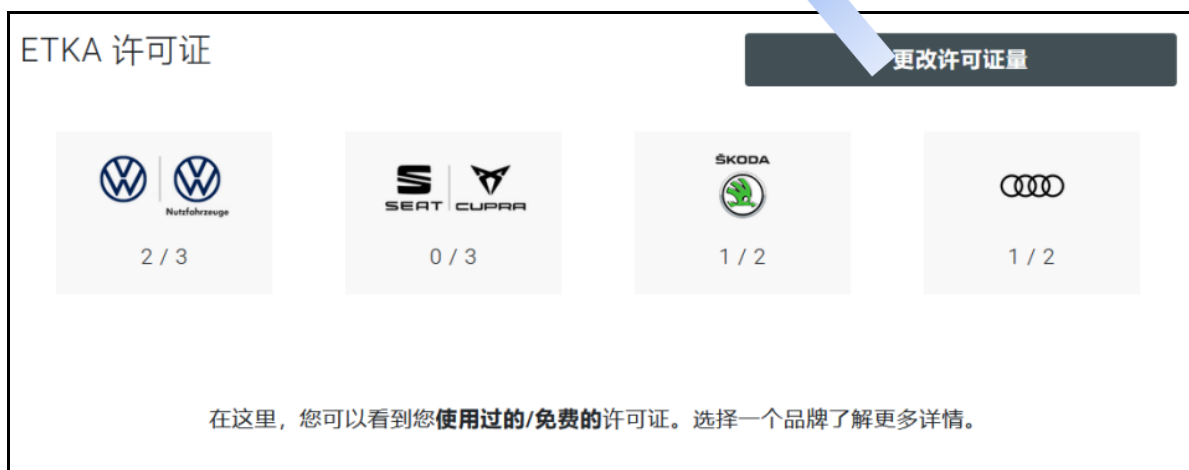 ETKA 许可证
更改许可证量
Nutzfahrzeuge
SEAT CUPRA
ŠKODA
2 / 3
0 / 3
1 / 2
1 / 2
在这里，您可以看到您使用过的/免费的许可证。选择一个品牌了解更多详情。